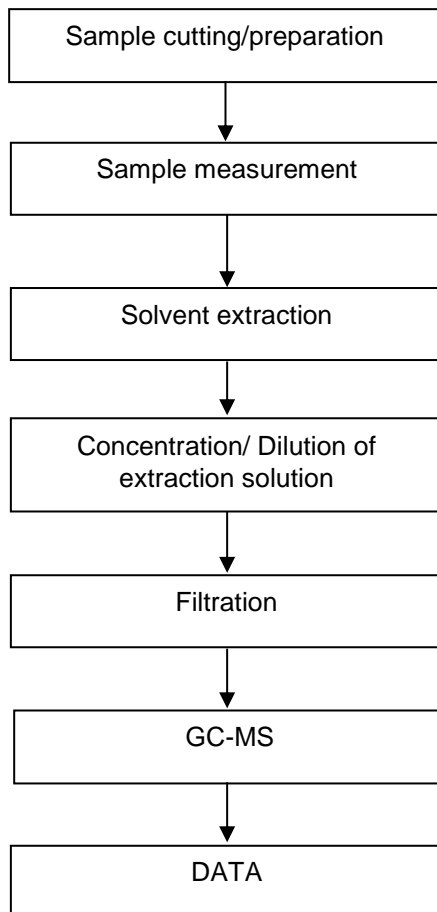 Sample cutting/preparation
Sample measurement
Solvent extraction
Concentration/ Dilution of
extraction solution
Filtration
GC-MS
DATA